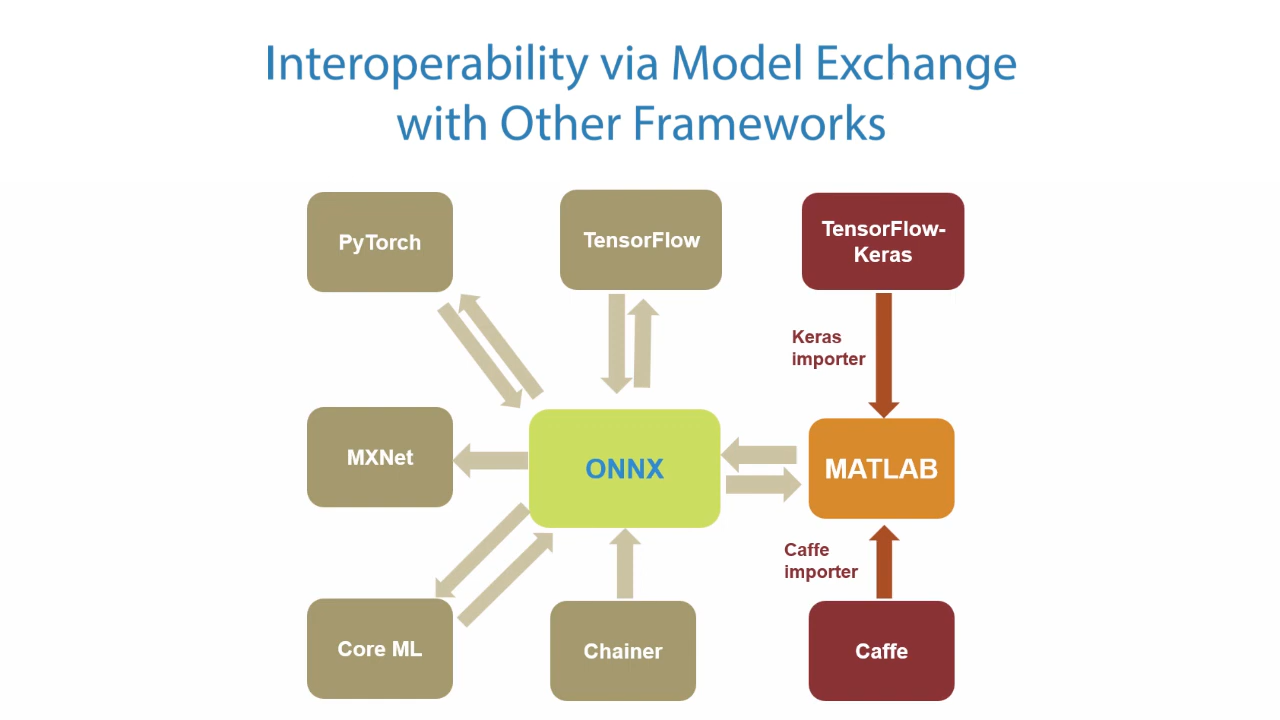 Interoperability via Model Exchange
with Other Frameworks
PyTorch
TensorFlow
TensorFlow-
Keras
Keras
importer
MXNet
ONNX
MATLAB
Caffe
importer
Core ML
Chainer
Caffe